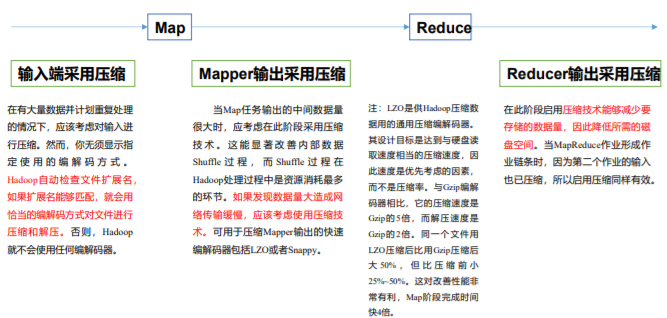 Map
Reduce
输入端采用压缩
在有大量数据并计划重复处理
的情况下，应该考虑对输入进
行压缩。然而，你无须显示指
定使用的编解码方式。
Hadoop自动检查文件扩展名，
如果扩展名能够匹配，就会用
恰当的编解码方式对文件进行
压缩和解压。否则，Hadoop
就不会使用任何编解码器。
Mapper输出采用压缩
当Map任务输出的中间数据量
很大时，应考虑在此阶段采用压缩
技术。这能显著改善内部数据
Shuffle过程，而Shuffle过程在
Hadoop处理过程中是资源消耗最多
的环节。如果发现数据量大造成网
络传输缓慢，应该考虑使用压缩技
术。可用于压缩Mapper输出的快速
编解码器包括LZO或者Snappy。
注：LZO是供Hadoop压缩数
据用的通用压缩编解码器。
其设计目标是达到与硬盘读
取速度相当的压缩速度，因
此速度是优先考虑的因素，
而不是压缩率。与Gzip编解
码器相比，它的压缩速度是
Gzip的5倍，而解压速度是
Gzip的2倍。同一个文件用
LZO压缩后比用Gzip压缩后
大50%，但比压缩前小
25%~50%。这对改善性能非
常有利，Map阶段完成时间
快4倍。
Reducer输出采用压缩
在此阶段启用压缩技术能够减少要
存储的数据量，因此降低所需的磁
盘空间。当MapReduce作业形成作
业链条时，因为第二个作业的输入
也已压缩，所以启用压缩同样有效。